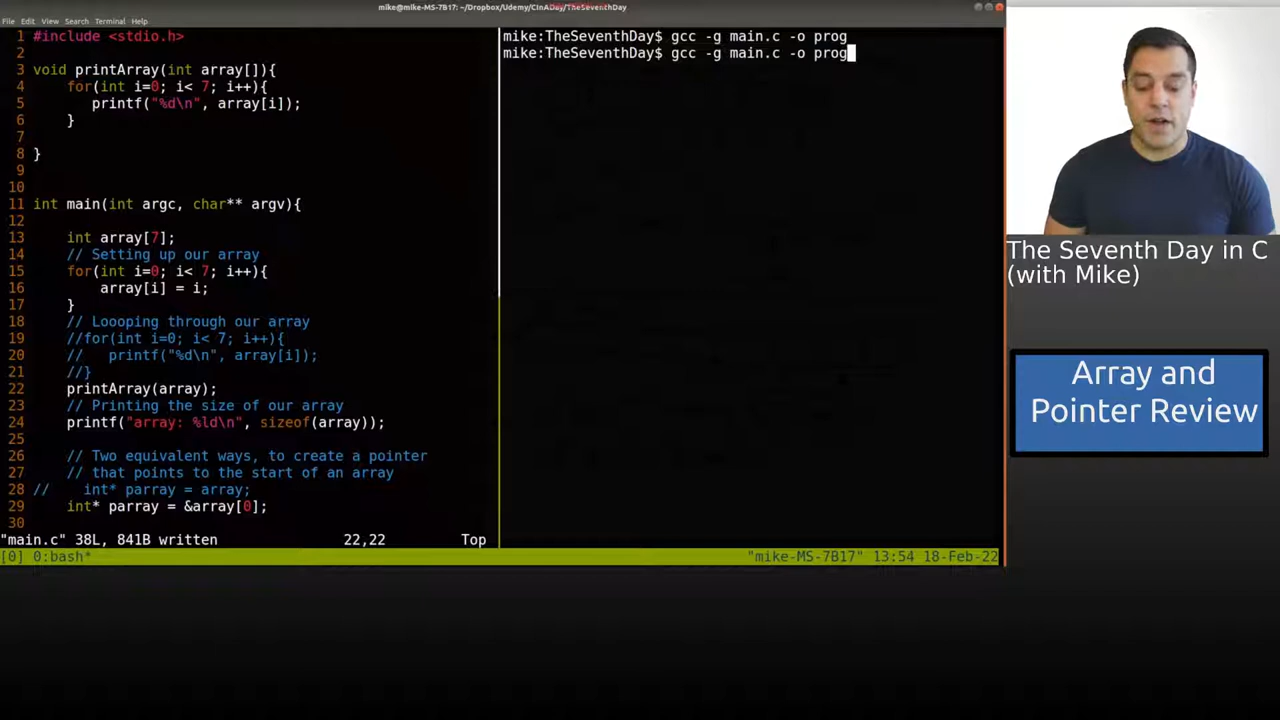 mike@mike-MS-7B17: ~/Dropbox/Udemy/CInADay/TheSeventhDay
File Edit View Search Terminal Help
1 #include <stdio.h>
2
3 void printArray(int array[]){
4     for(int i=0; i< 7; i++){
5        printf("%d\n", array[i]);
6     }
7
8 }
9
10
11 int main(int argc, char** argv){
12
13     int array[7];
14     // Setting up our array
15     for(int i=0; i< 7; i++){
16         array[i] = i;
17     }
18     // Loooping through our array
19     //for(int i=0; i< 7; i++){
20     //   printf("%d\n", array[i]);
21     //}
22     printArray(array);
23     // Printing the size of our array
24     printf("array: %ld\n", sizeof(array));
25
26     // Two equivalent ways, to create a pointer
27     // that points to the start of an array
28 //    int* parray = array;
29     int* parray = &array[0];
30
"main.c" 38L, 841B written 22,22 Top
mike:TheSeventhDay$ gcc -g main.c -o prog
mike:TheSeventhDay$ gcc -g main.c -o prog
[0] 0:bash* "mike-MS-7B17" 13:54 18-Feb-22
The Seventh Day in C
(with Mike)
Array and
Pointer Review